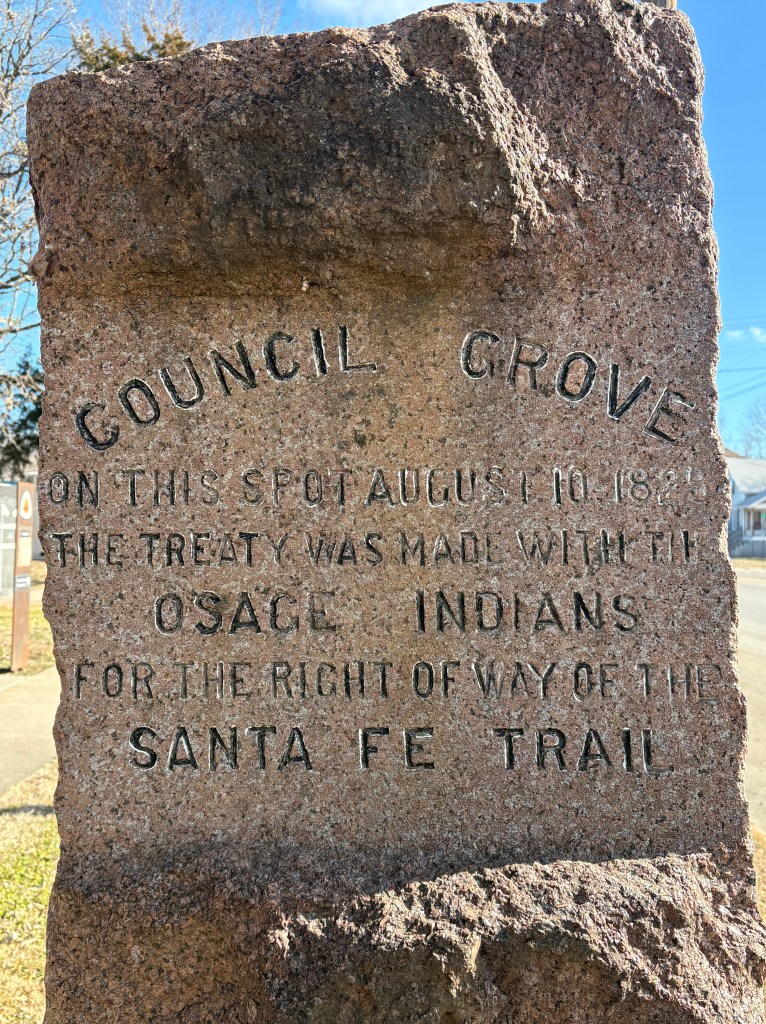 COUNCIL GROVE
ON THIS SPOT AUGUST 10 1825
THE TREATY WAS MADE WITH THE
OSAGE INDIANS
FOR THE RIGHT OF WAY OF THE
SANTA FE TRAIL